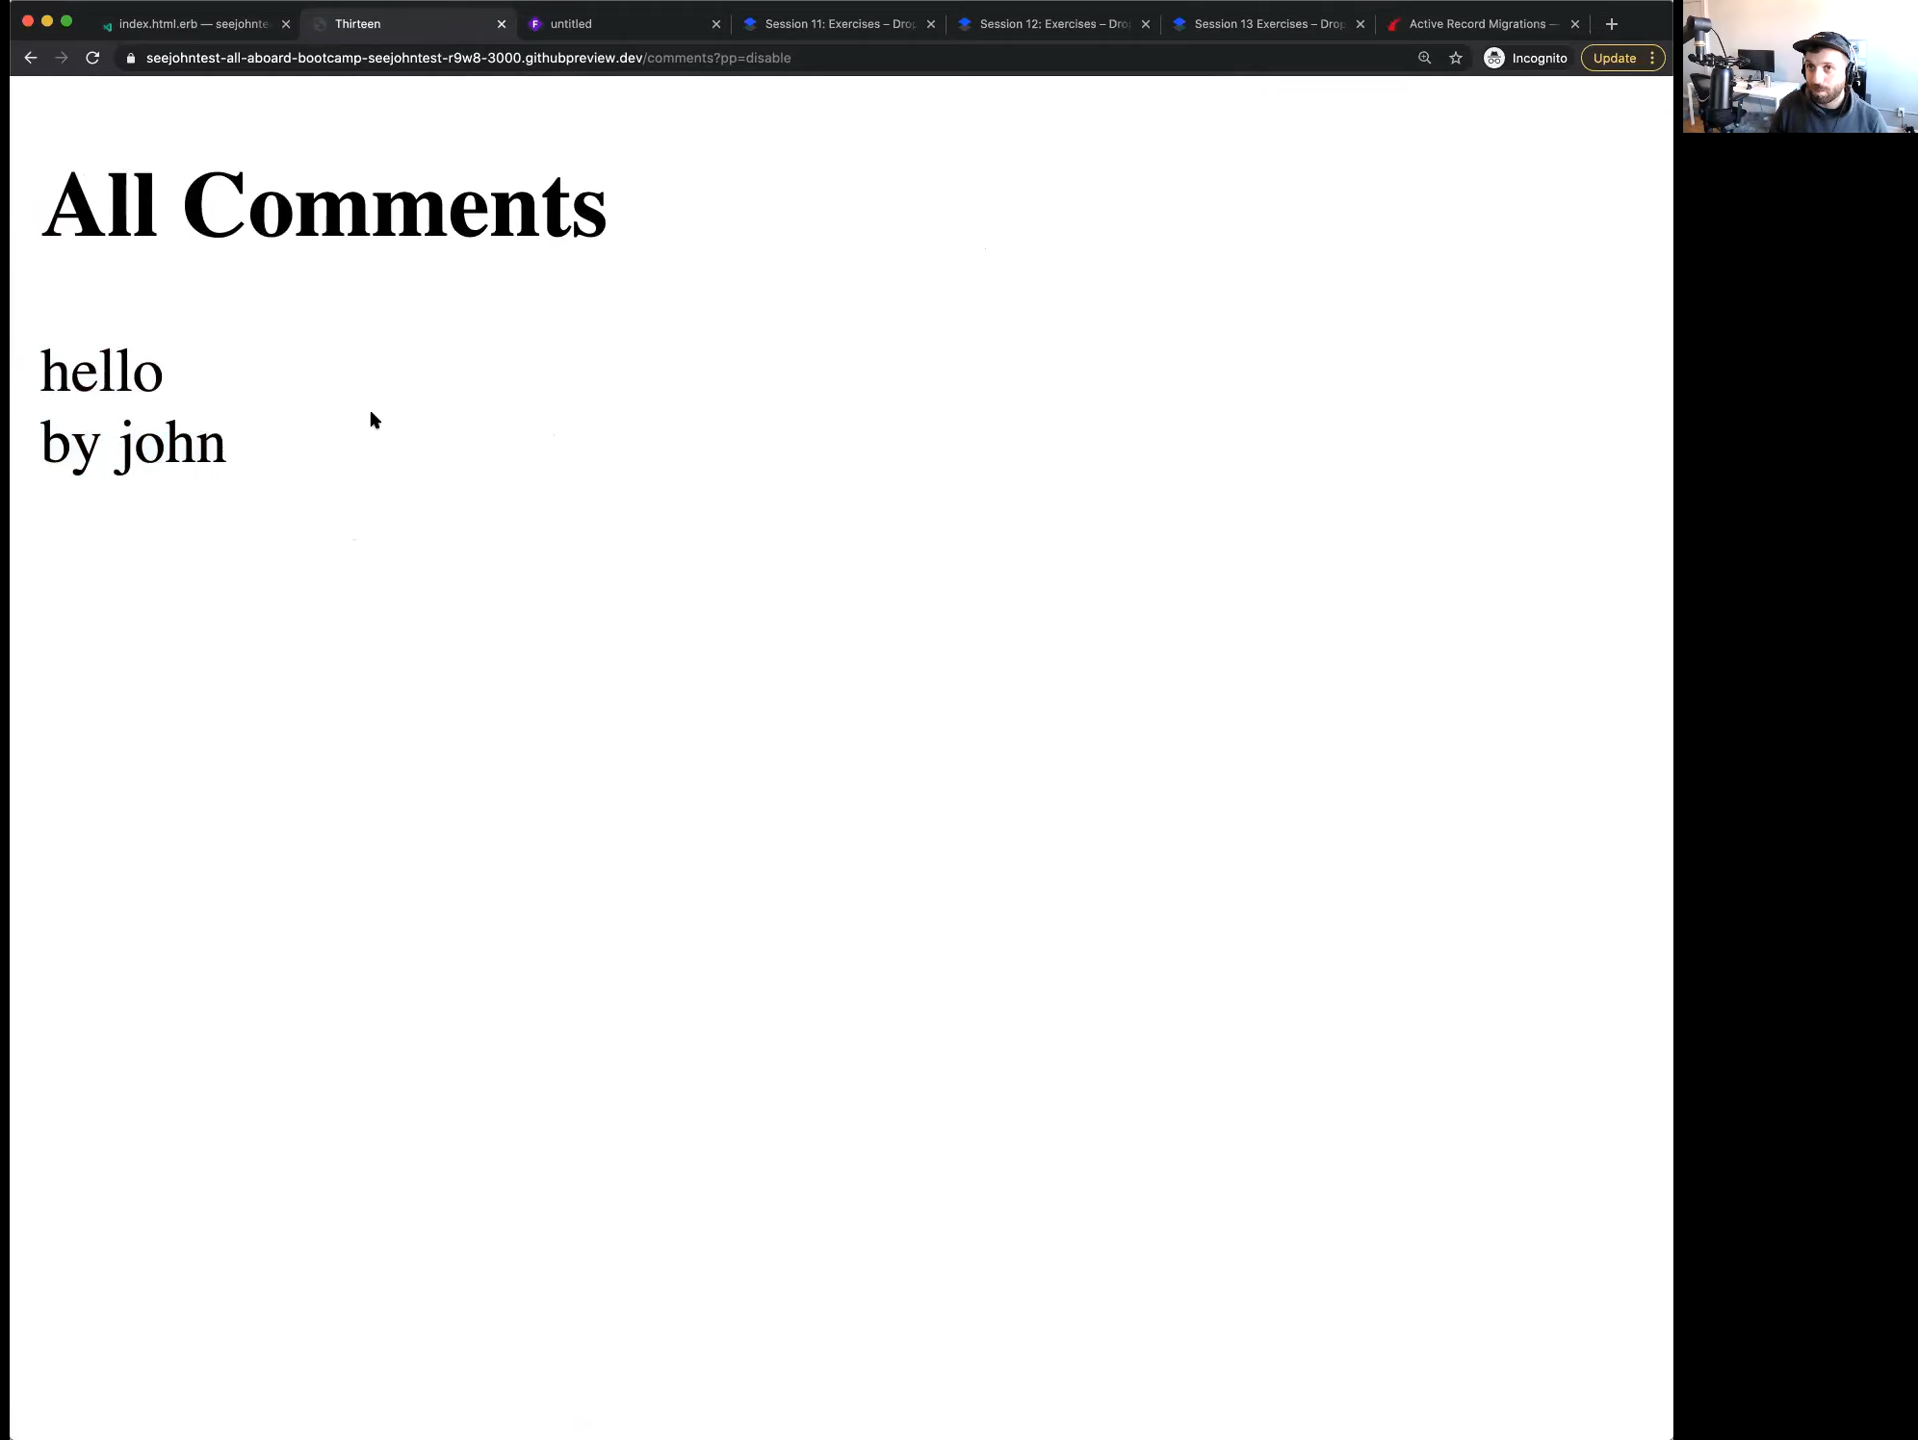 index.html.erb — seejohnte
Thirteen
untitled
Session 11: Exercises – Drop
Session 12: Exercises – Dro
Session 13 Exercises – Drop
Active Record Migrations —
seejohntest-all-aboard-bootcamp-seejohntest-r9w8-3000.githubpreview.dev/comments?pp=disable
Incognito
Update
All Comments
hello
by john